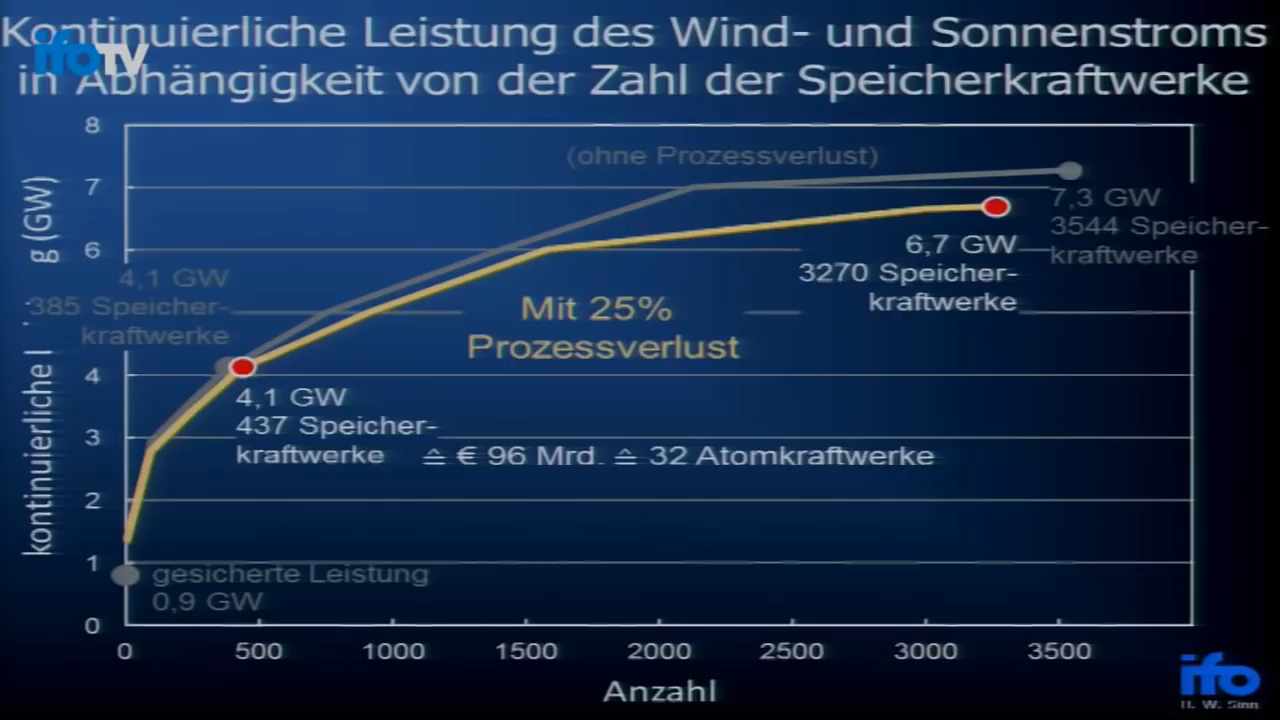 Kontinuierliche Leistung des Wind- und Sonnenstroms
in Abhängigkeit von der Zahl der Speicherkraftwerke
ifoTV
8
(ohne Prozessverlust)
7
7,3 GW
3544 Speicher-
kraftwerke
6,7 GW
3270 Speicher-
kraftwerke
6
4,1 GW
385 Speicher-
kraftwerke
Mit 25%
Prozessverlust
4
4,1 GW
437 Speicher-
kraftwerke ≙ € 96 Mrd. ≙ 32 Atomkraftwerke
3
2
1
gesicherte Leistung
0,9 GW
0
kontinuierliche l g (GW)
0 500 1000 1500 2000 2500 3000 3500
Anzahl
ifo
H. W. Sinn